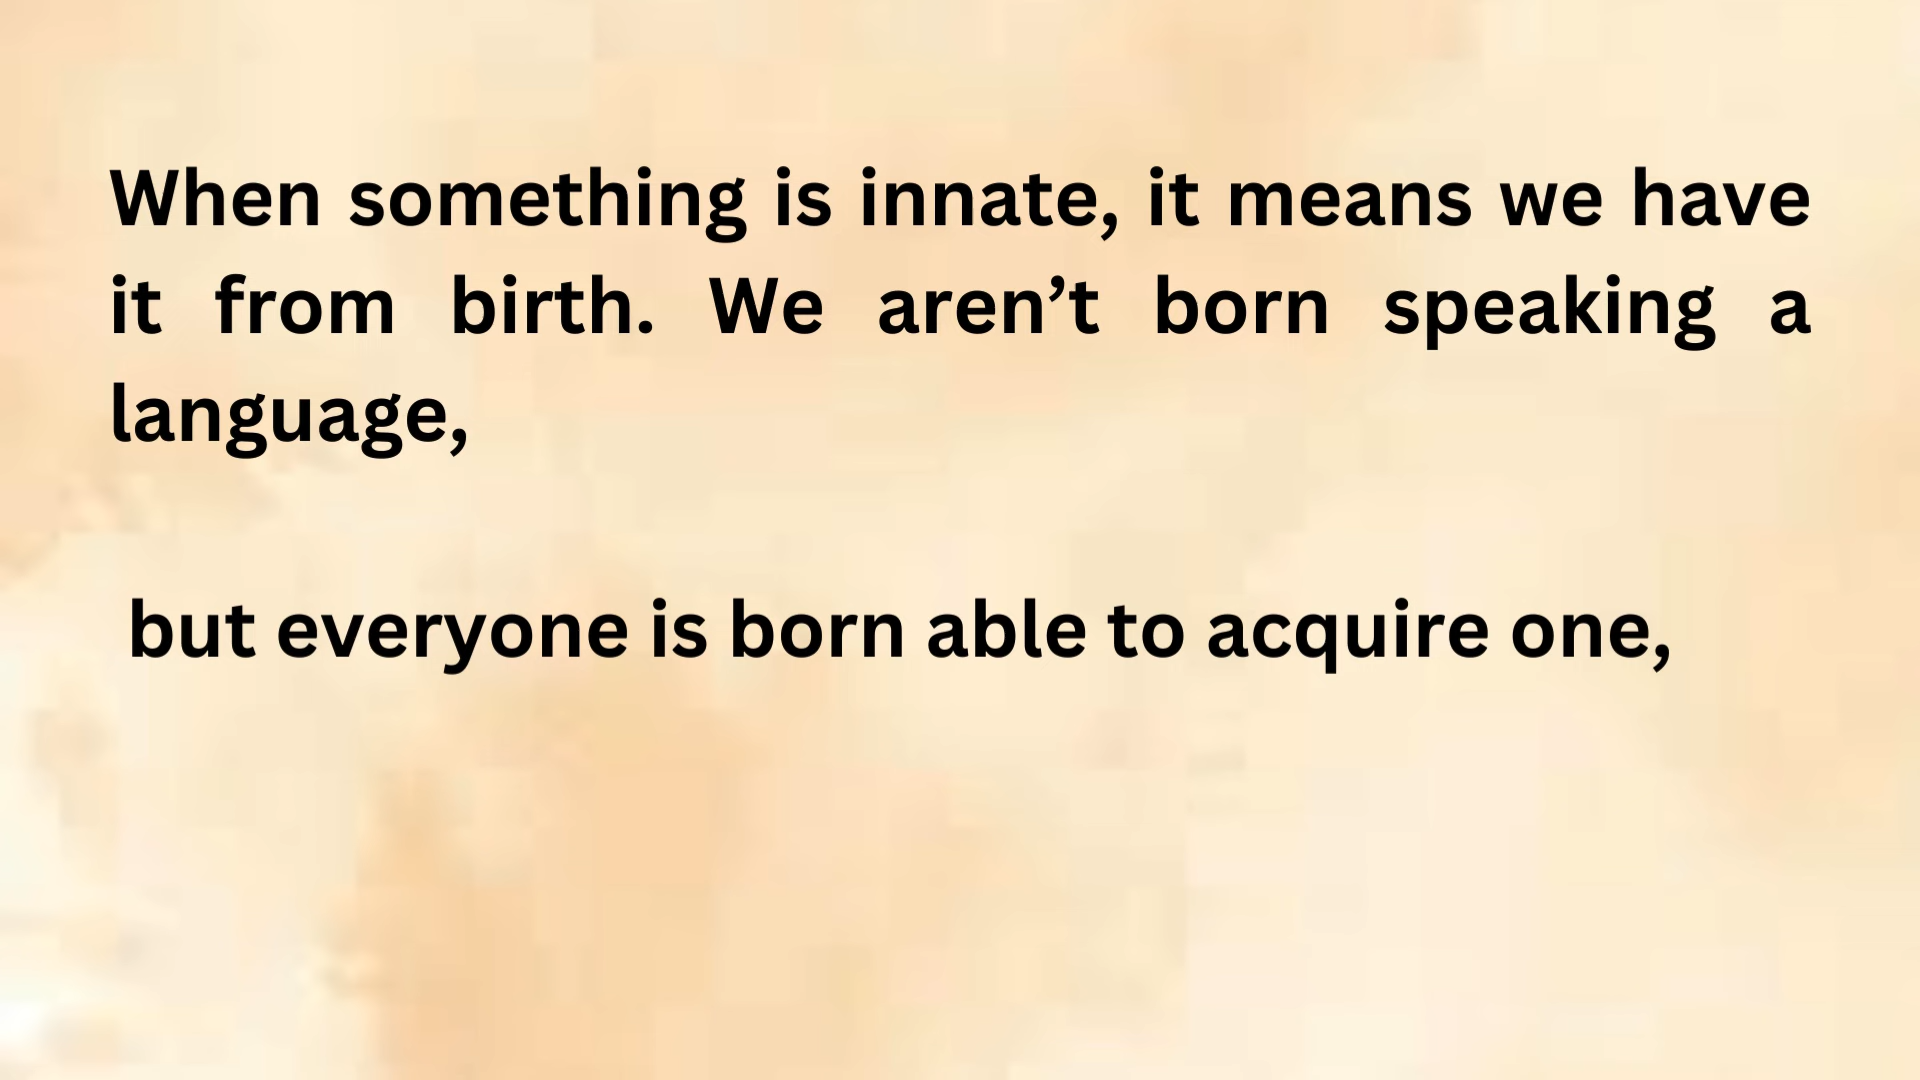 When something is innate, it means we have
it from birth. We aren’t born speaking a
language,
but everyone is born able to acquire one,